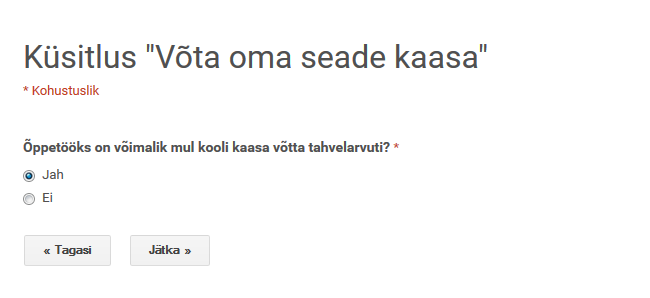 Küsitlus "Võta oma seade kaasa"
* Kohustuslik
Õppetööks on võimalik mul kooli kaasa võtta tahvelarvuti? *
Jah
Ei
« Tagasi
Jätka »